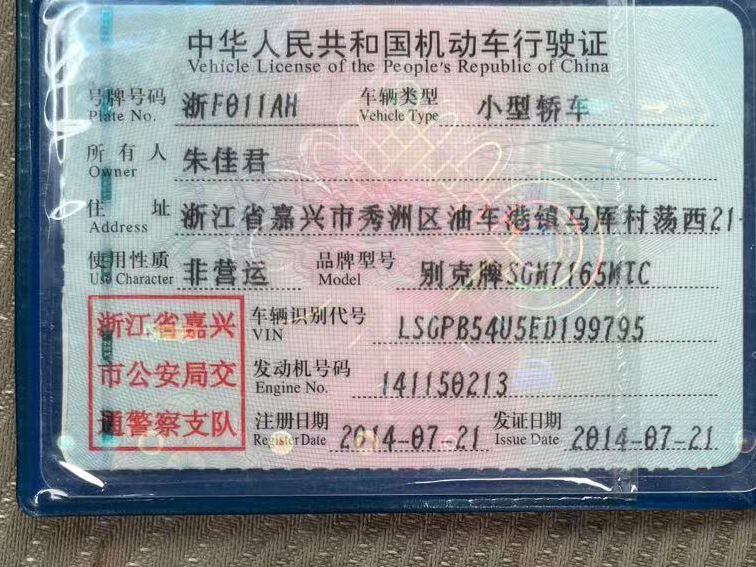 中华人民共和国机动车行驶证
Vehicle License of the People's Republic of China
号牌号码 浙F011AH 车辆类型 小型轿车
Plate No. Vehicle Type
所有人 朱佳君
Owner
住址 浙江省嘉兴市秀洲区油车港镇马厍村荡西21-
Address
使用性质 非营运 品牌型号 别克牌SGM7165MTC
Use Character Model
浙江省嘉兴
市公安局交
通警察支队
车辆识别代号 LSGPB54U5ED199795
VIN
发动机号码 141150213
Engine No.
注册日期 2014-07-21 发证日期 2014-07-21
Register Date Issue Date